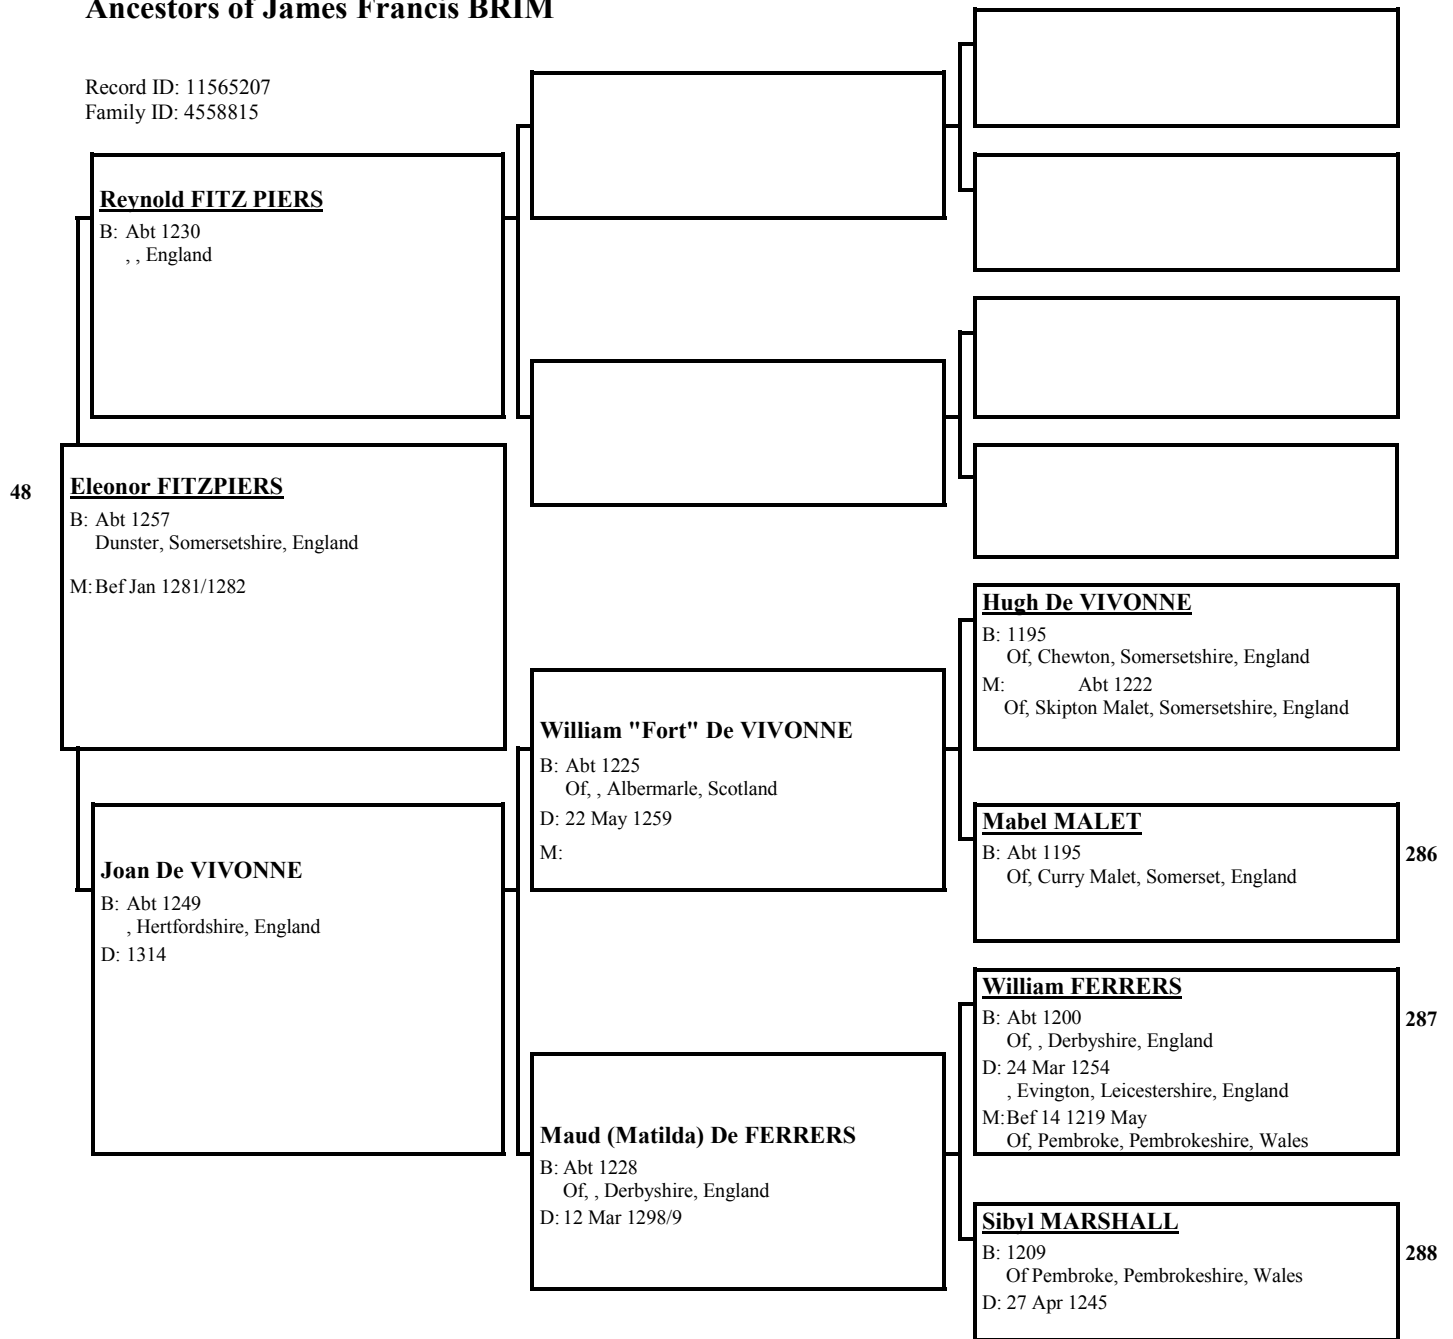 Ancestors of James Francis BRIM
Record ID: 11565207
Family ID: 4558815
Reynold FITZ PIERS
B: Abt 1230
, , England
48
Eleonor FITZPIERS
B: Abt 1257
Dunster, Somersetshire, England
M: Bef Jan 1281/1282
Joan De VIVONNE
B: Abt 1249
, Hertfordshire, England
D: 1314
William "Fort" De VIVONNE
B: Abt 1225
Of, , Albermarle, Scotland
D: 22 May 1259
M:
Maud (Matilda) De FERRERS
B: Abt 1228
Of, , Derbyshire, England
D: 12 Mar 1298/9
Hugh De VIVONNE
B: 1195
Of, Chewton, Somersetshire, England
M: Abt 1222
Of, Skipton Malet, Somersetshire, England
Mabel MALET
B: Abt 1195
Of, Curry Malet, Somerset, England
286
William FERRERS
B: Abt 1200
Of, , Derbyshire, England
D: 24 Mar 1254
, Evington, Leicestershire, England
M: Bef 14 1219 May
Of, Pembroke, Pembrokeshire, Wales
287
Sibyl MARSHALL
B: 1209
Of Pembroke, Pembrokeshire, Wales
D: 27 Apr 1245
288